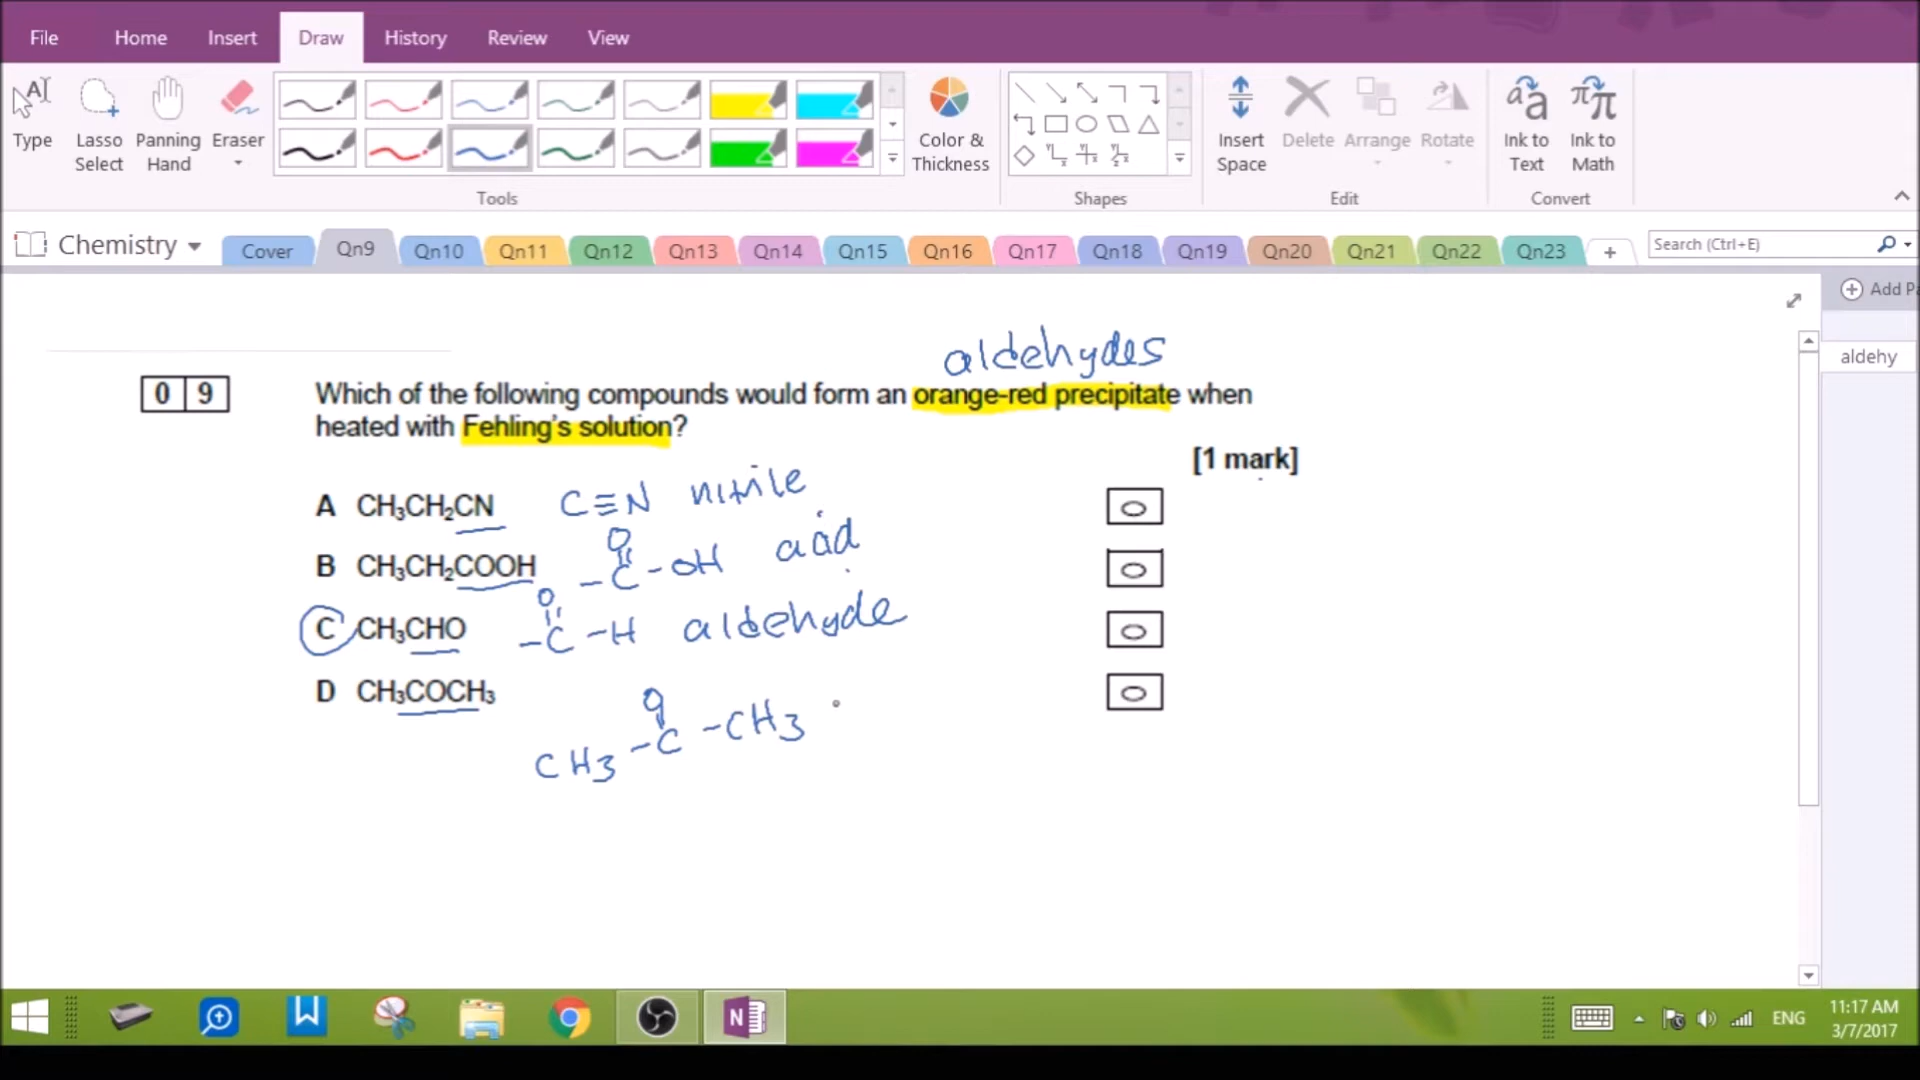 File Home Insert Draw History Review View
Type Lasso Select Panning Hand Eraser Color & Thickness Insert Space Delete Arrange Rotate Ink to Text Ink to Math
Tools Shapes Edit Convert
Chemistry Cover Qn9 Qn10 Qn11 Qn12 Qn13 Qn14 Qn15 Qn16 Qn17 Qn18 Qn19 Qn20 Qn21 Qn22 Qn23 + Search (Ctrl+E)
Add Pa
aldehy
aldehydes
0 9 Which of the following compounds would form an orange-red precipitate when
heated with Fehling's solution?
[1 mark]
A CH₃CH₂CN C≡N nitrile
B CH₃CH₂COOH O
-C-OH acid
C CH₃CHO O
-C-H aldehyde
D CH₃COCH₃
O
CH3-C-CH3
W N ENG 11:17 AM
3/7/2017